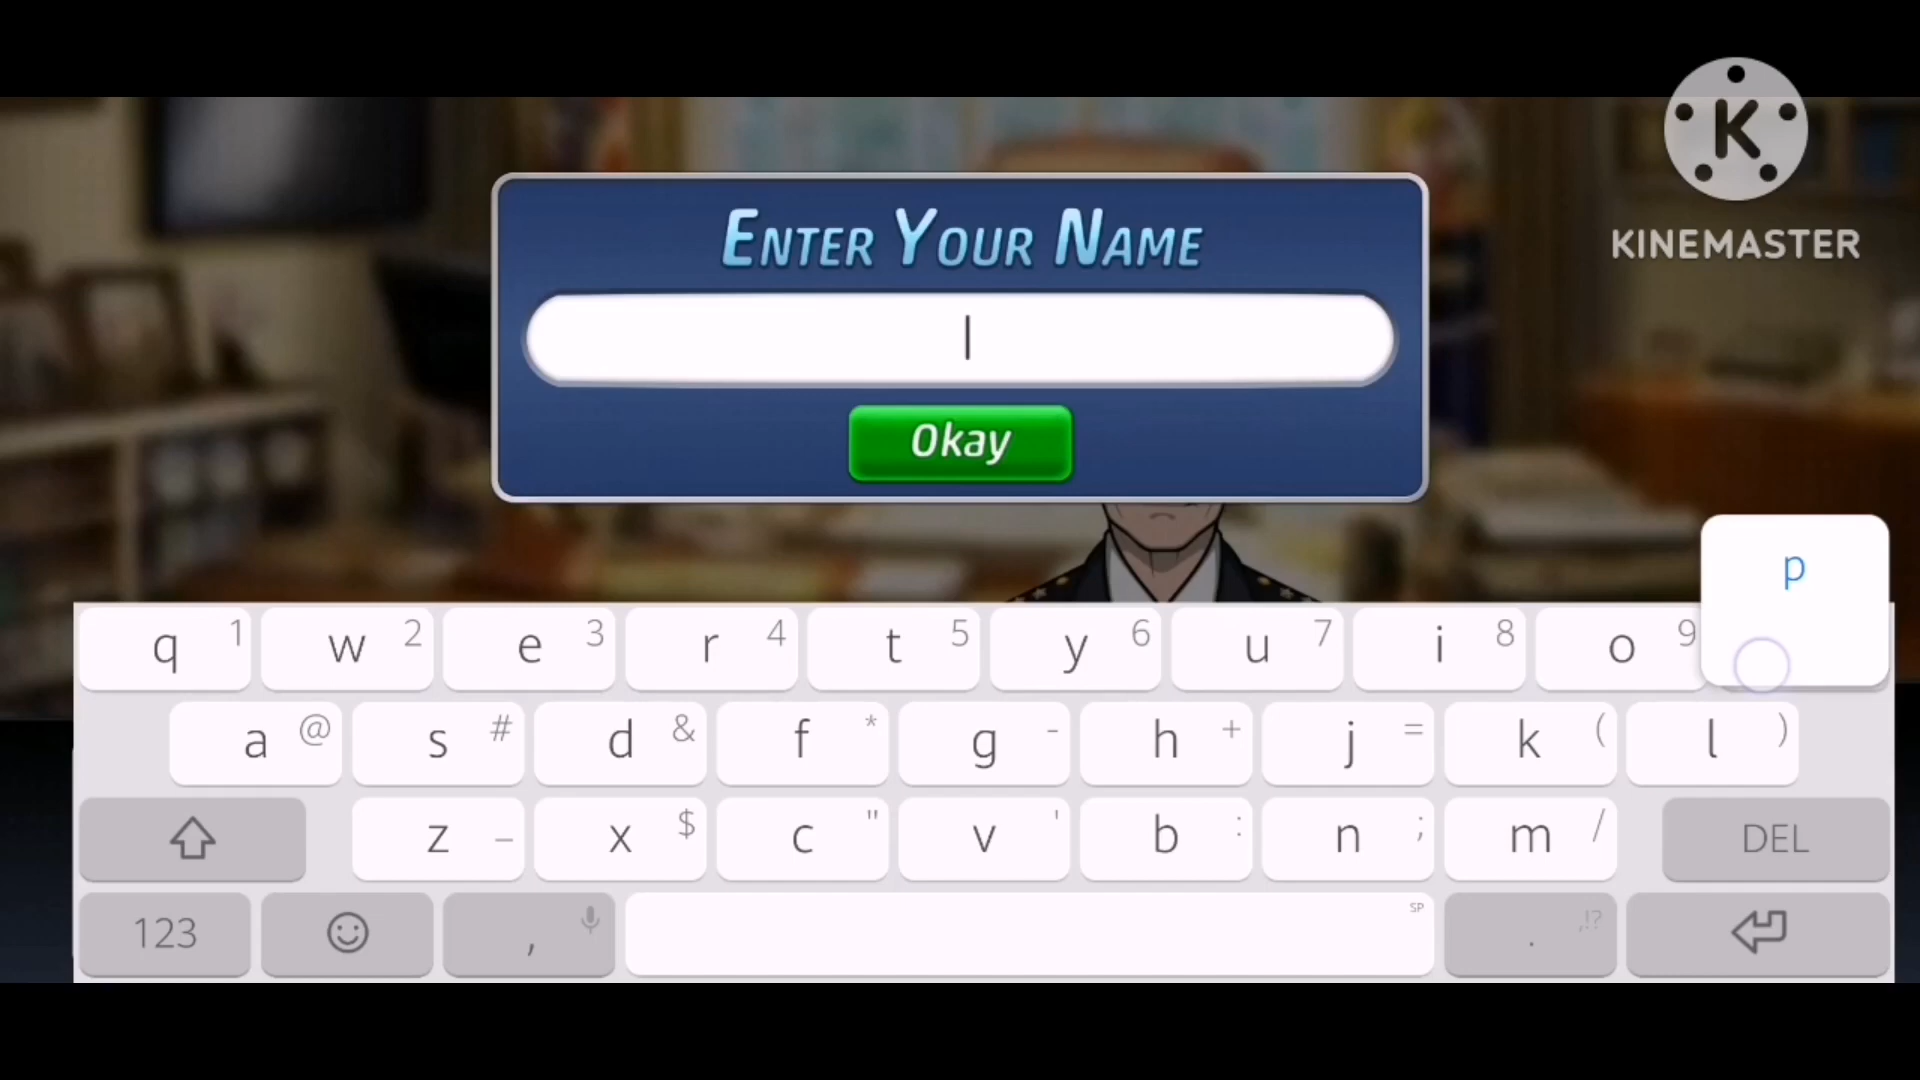 K
KINEMASTER
ENTER YOUR NAME
Okay
p
q 1 w 2 e 3 r 4 t 5 y 6 u 7 i 8 o 9
a @ s # d & f * g - h + j = k ( l )
z _ x $ c " v ' b : n ; m / DEL
123 , SP . ,!?